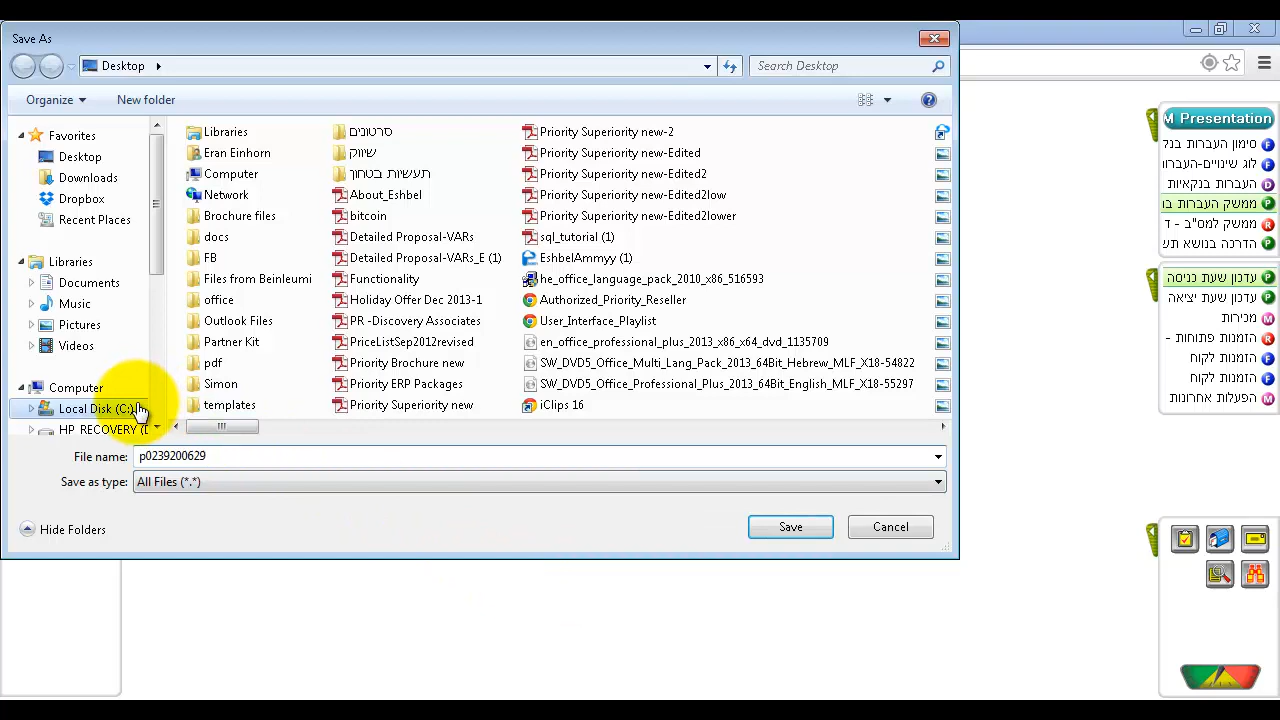 Save As
Desktop
Search Desktop
Organize
New folder
Favorites
Desktop
Downloads
Dropbox
Recent Places
Libraries
Documents
Music
Pictures
Videos
Computer
Local Disk (C:)
HP RECOVERY (D
Libraries
Eran Einhorn
Computer
Network
Brochure files
docs
FB
Files from Beinleumi
office
Outlook Files
Partner kit
pdf
Simon
templates
סרטונים
שיווק
תעשיות בטחוך
About_Eshbel
bitcoin
Detailed Proposal-VARs
Detailed Proposal-VARs_E (1)
Functionality
Holiday Offer Dec 2013-1
PR -Discovery Associates
PriceListSep2012revised
Priority Brochure new
Priority ERP Packages
Priority Superiority new
Priority Superiority new-2
Priority Superiority new-Edited
Priority Superiority new-Edited2
Priority Superiority new-Edited2low
Priority Superiority new-Edited2lower
sql_tutorial (1)
EshbelAmmyy (1)
he_office_language_pack_2010_x86_516593
Authorized_Priority_Reseller
User_Interface_Playlist
en_office_professional_plus_2013_x86_x64_dvd_1135709
SW_DVD5_Office_Multi_Lang_Pack_2013_64Bit_Hebrew_MLF_X18-54822
SW_DVD5_Office_Professional_Plus_2013_64Bit_English_MLF_X18-55297
iClips16
File name: p0239200629
Save as type: All Files (*.*)
Hide Folders
Save
Cancel
M Presentation
סימון העברות בנק F
לוג שינויים-העברוו F
העברות בנקאיות D
ממשק העברות בו P
ממשק למס"ב - ד R
הדרכה בנושא תש P
עדכון שעת כניסה P
עדכון שעת יציאה P
מכירות M
הזמנות פתוחות - R
הזמנות לקוח F
הזמנות לקוח F
הפעלות אחרונות M